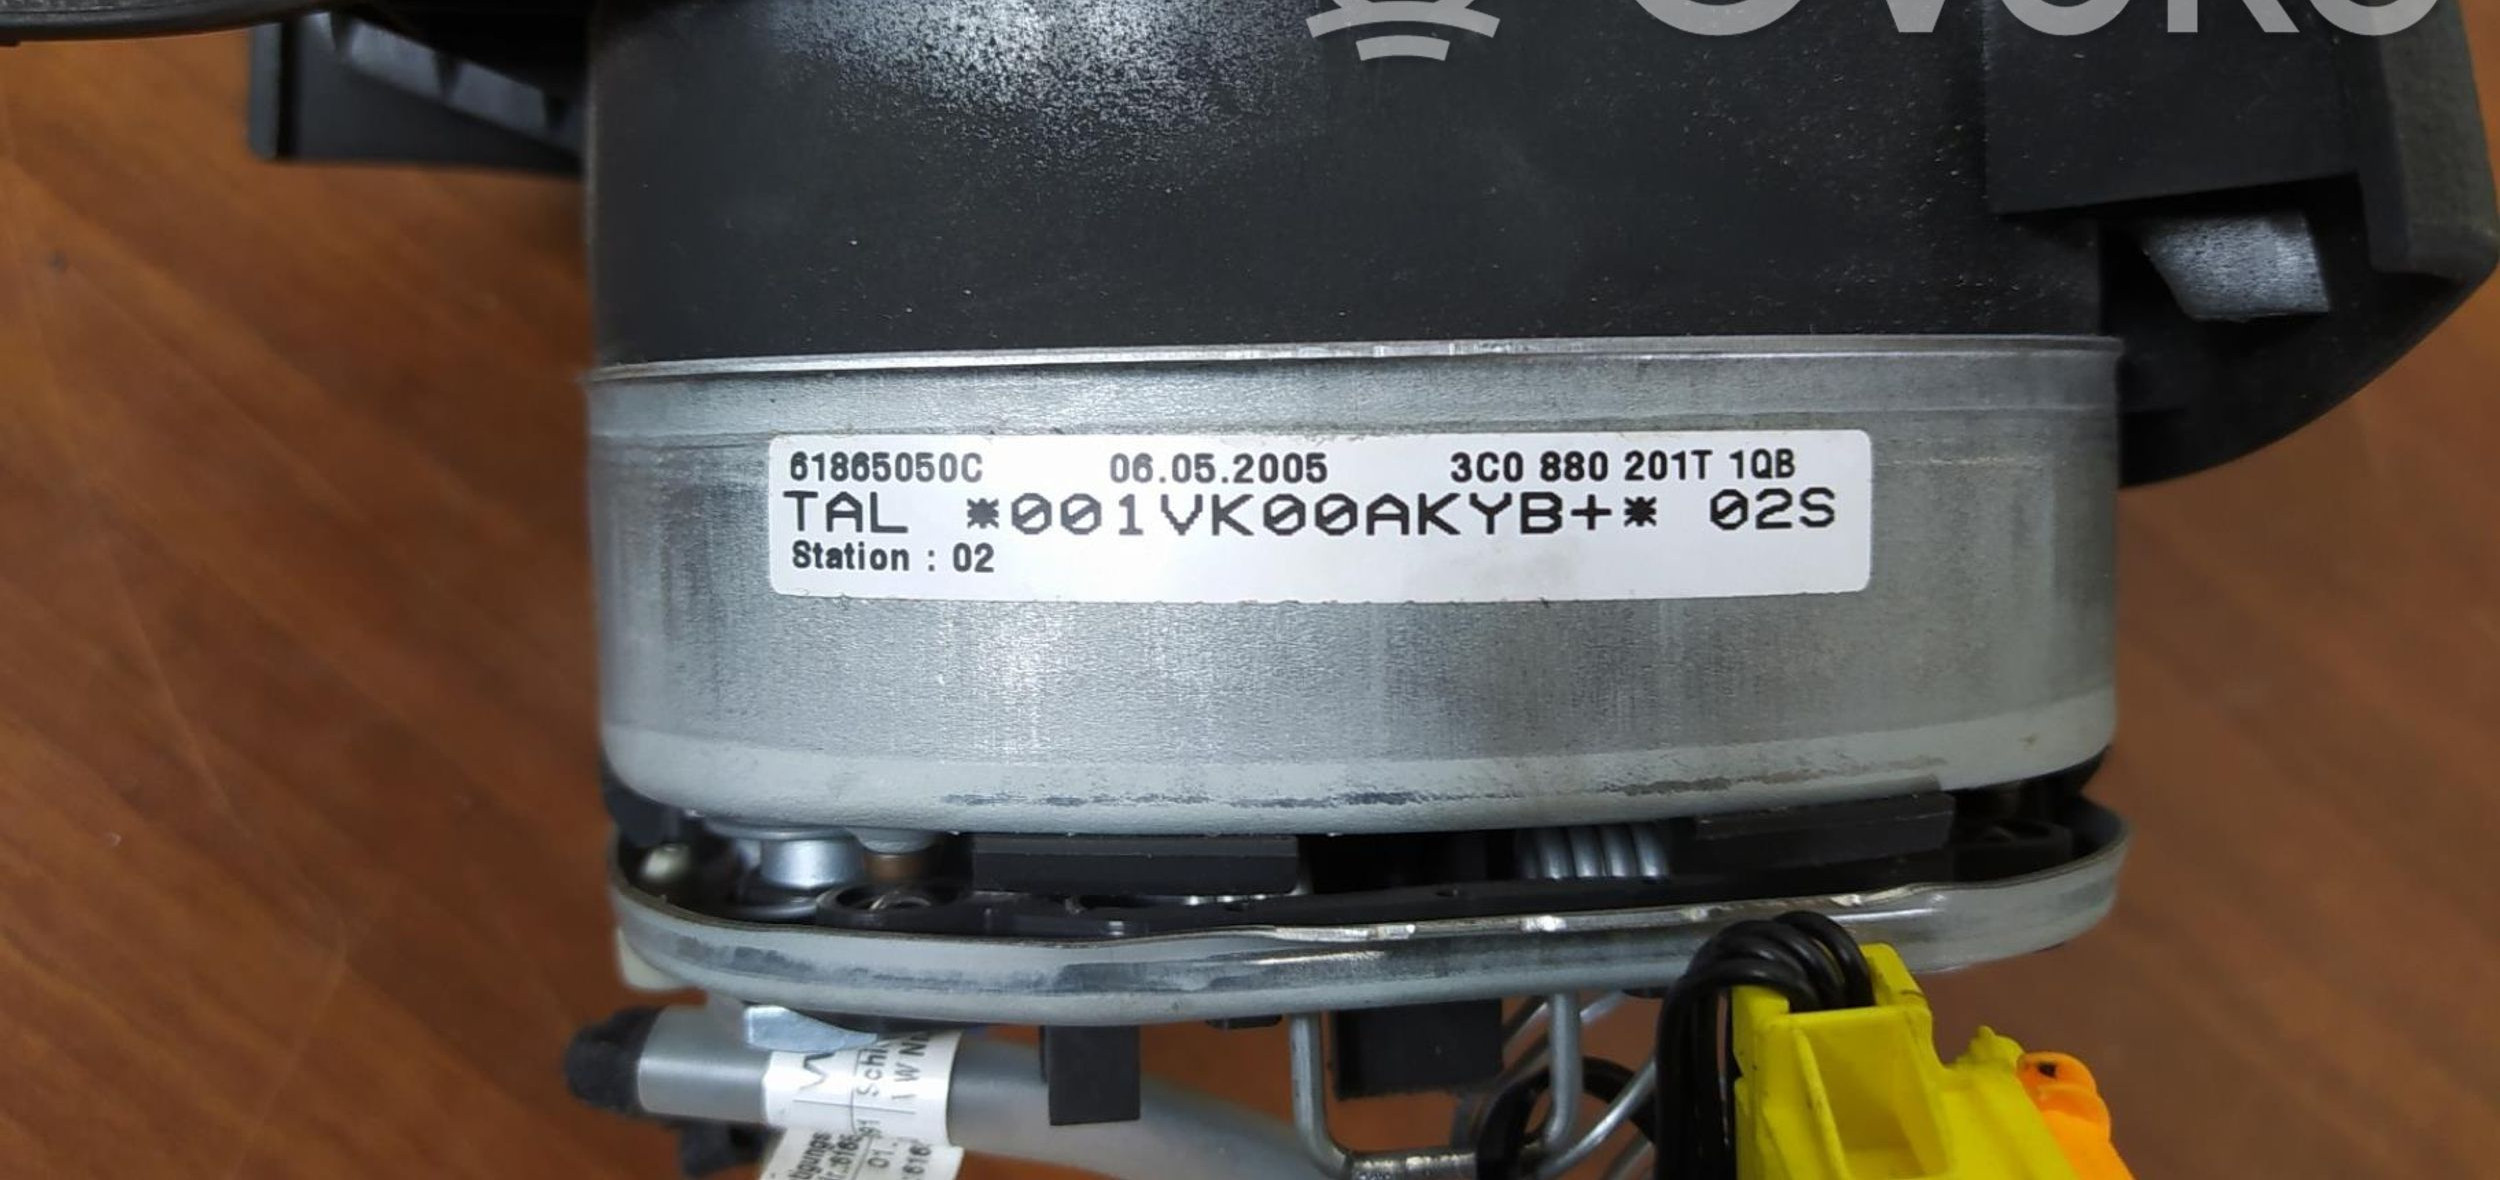 61865050C 06.05.2005 3C0 880 201T 1QB
TAL *001VK00AKYB+* 02S
Station : 02